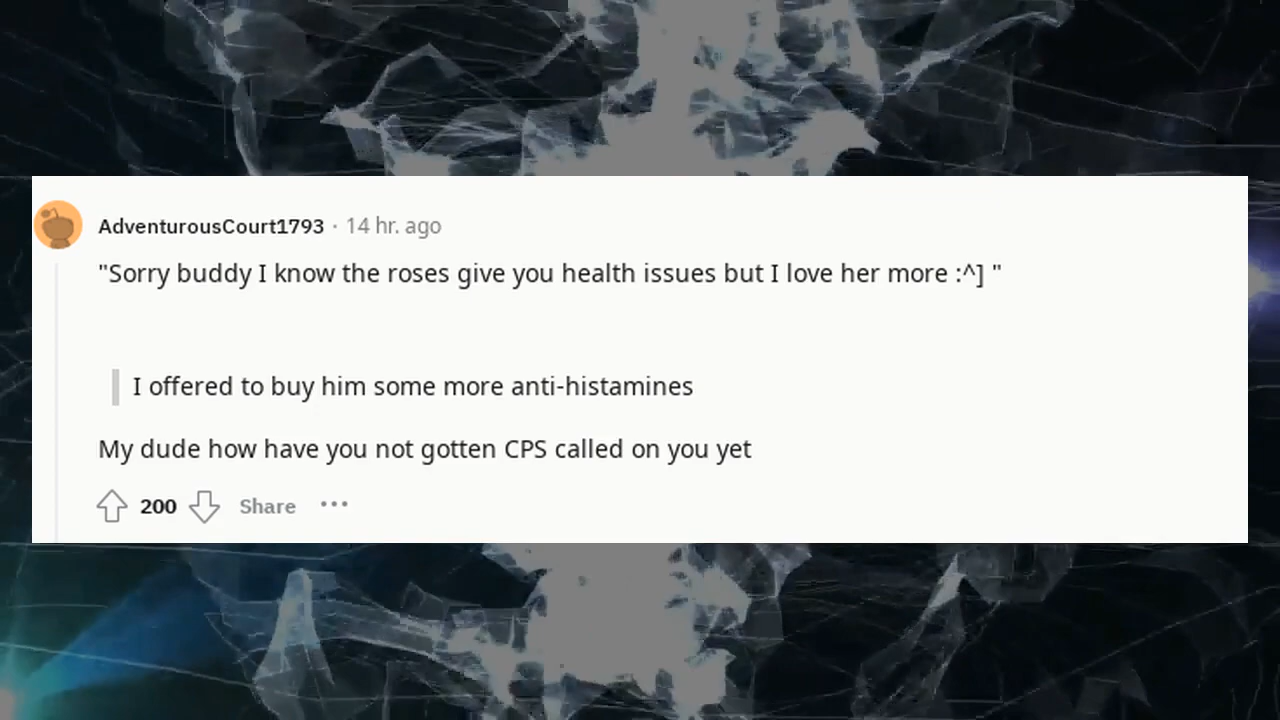 AdventurousCourt1793 · 14 hr. ago
"Sorry buddy I know the roses give you health issues but I love her more :^] "
I offered to buy him some more anti-histamines
My dude how have you not gotten CPS called on you yet
200 Share ···